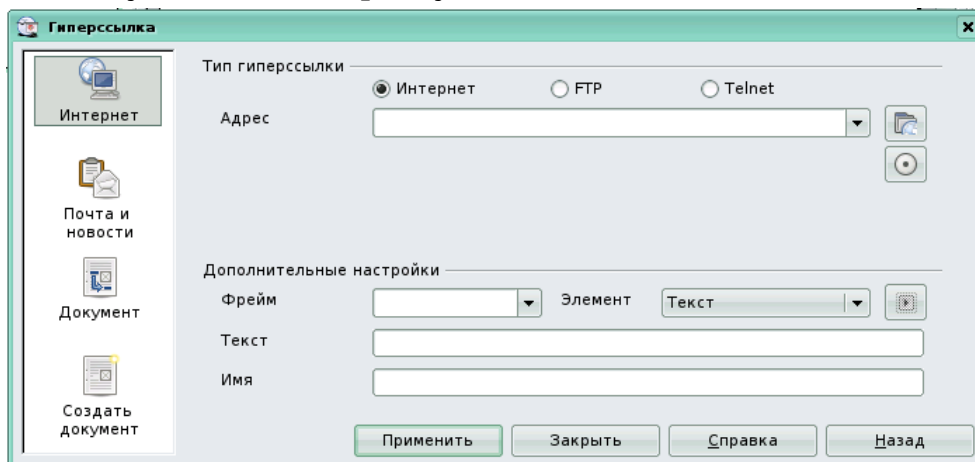 Гиперссылка
Интернет
Почта и
новости
Документ
Создать
документ
Тип гиперссылки
Интернет FTP Telnet
Адрес
Дополнительные настройки
Фрейм Элемент Текст
Текст
Имя
Применить Закрыть Справка Назад